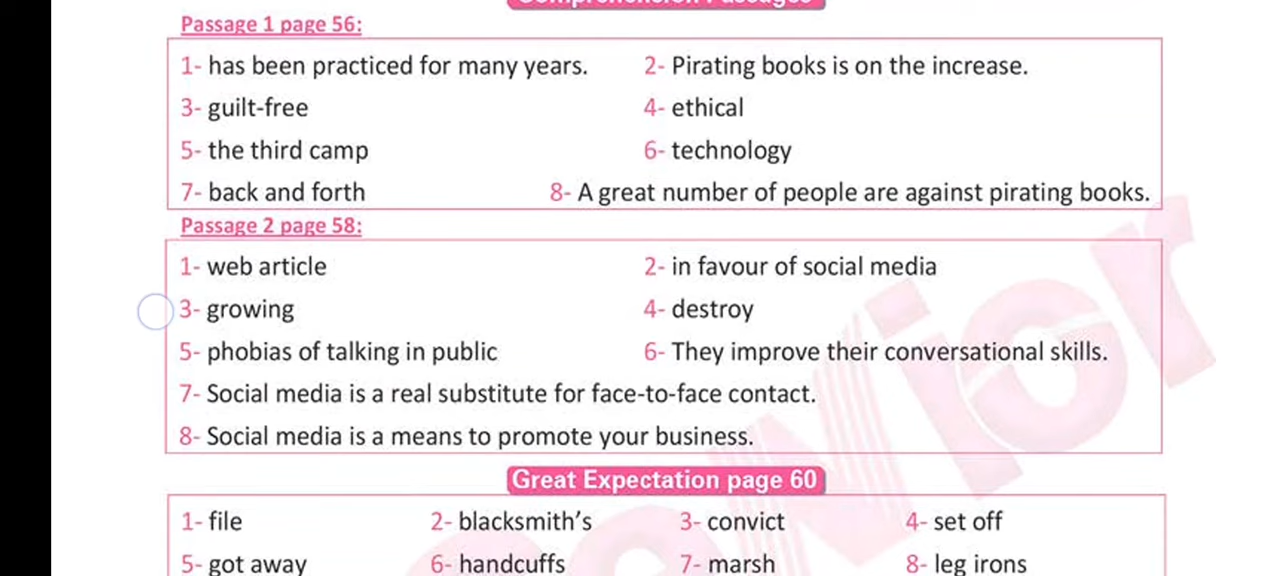 Comprehension Passages
Passage 1 page 56:
1- has been practiced for many years. 2- Pirating books is on the increase.
3- guilt-free 4- ethical
5- the third camp 6- technology
7- back and forth 8- A great number of people are against pirating books.
Passage 2 page 58:
1- web article 2- in favour of social media
3- growing 4- destroy
5- phobias of talking in public 6- They improve their conversational skills.
7- Social media is a real substitute for face-to-face contact.
8- Social media is a means to promote your business.
Great Expectation page 60
1- file 2- blacksmith's 3- convict 4- set off
5- got away 6- handcuffs 7- marsh 8- leg irons